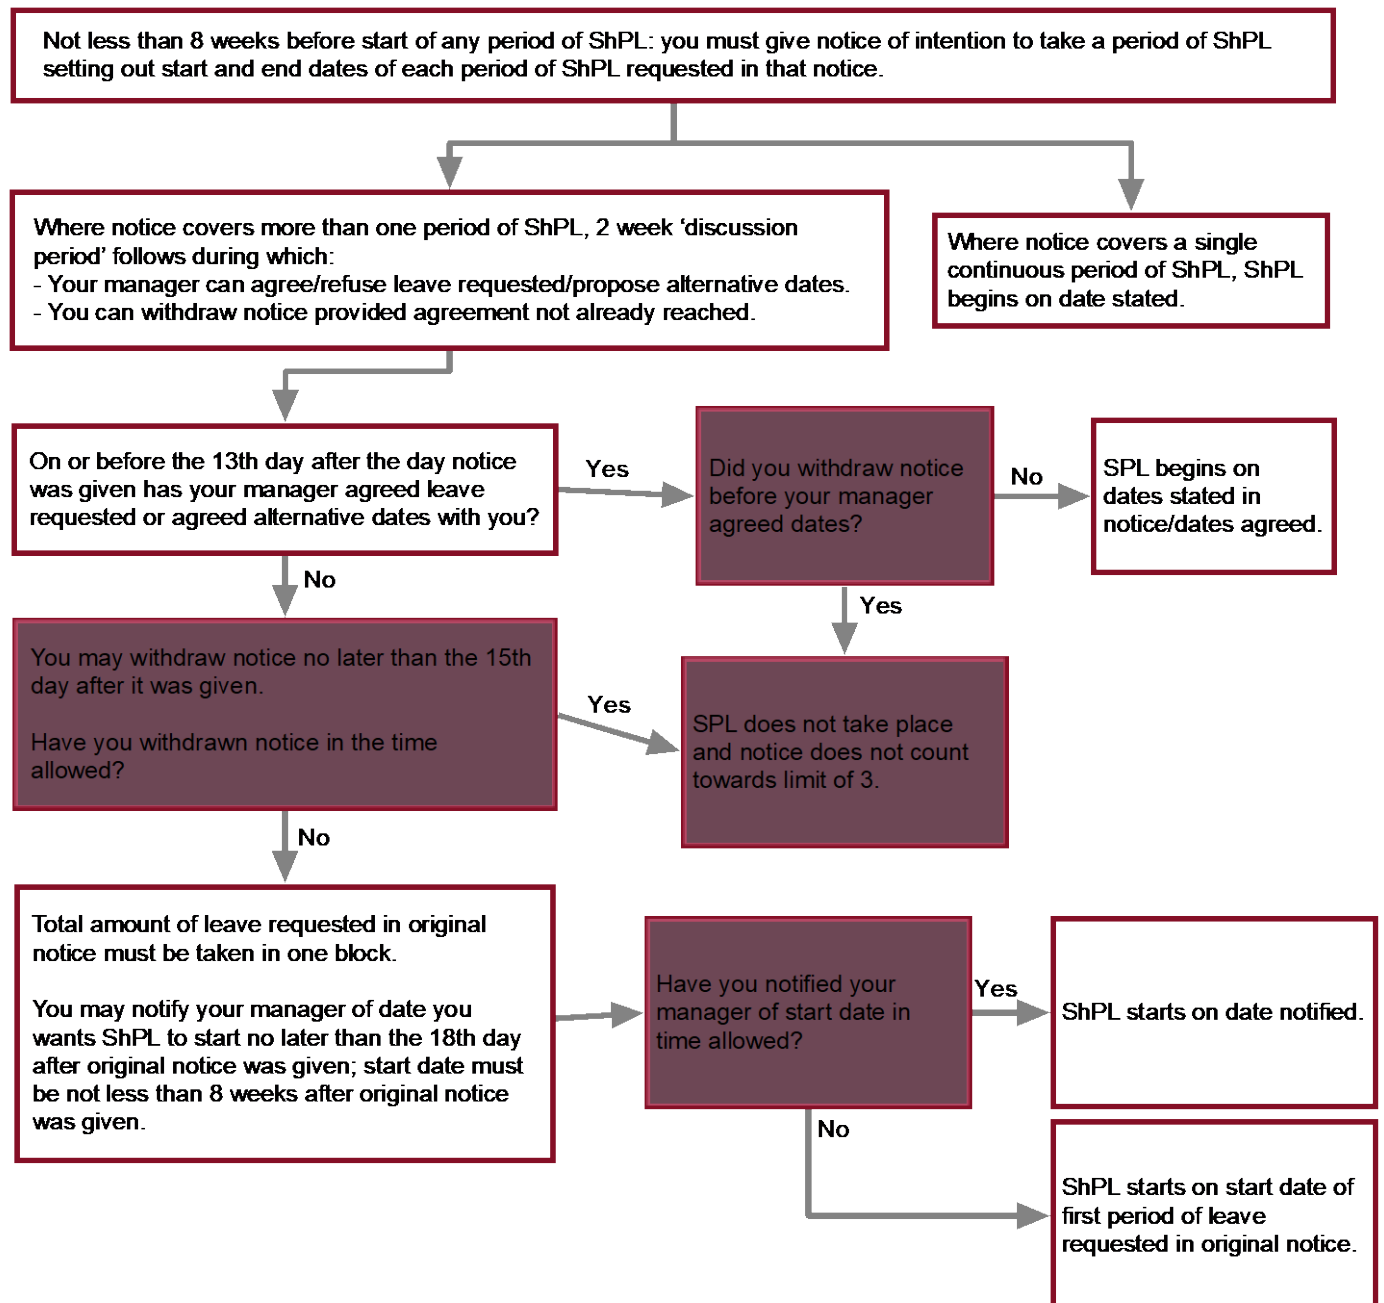 Not less than 8 weeks before start of any period of ShPL: you must give notice of intention to take a period of ShPL
setting out start and end dates of each period of ShPL requested in that notice.
Where notice covers more than one period of ShPL, 2 week ‘discussion
period’ follows during which:
- Your manager can agree/refuse leave requested/propose alternative dates.
- You can withdraw notice provided agreement not already reached.
Where notice covers a single
continuous period of ShPL, ShPL
begins on date stated.
On or before the 13th day after the day notice
was given has your manager agreed leave
requested or agreed alternative dates with you?
Yes
Did you withdraw notice
before your manager
agreed dates?
No
SPL begins on
dates stated in
notice/dates agreed.
No
Yes
You may withdraw notice no later than the 15th
day after it was given.
Have you withdrawn notice in the time
allowed?
Yes
SPL does not take place
and notice does not count
towards limit of 3.
No
Total amount of leave requested in original
notice must be taken in one block.
You may notify your manager of date you
wants ShPL to start no later than the 18th day
after original notice was given; start date must
be not less than 8 weeks after original notice
was given.
Have you notified your
manager of start date in
time allowed?
Yes
ShPL starts on date notified.
No
ShPL starts on start date of
first period of leave
requested in original notice.